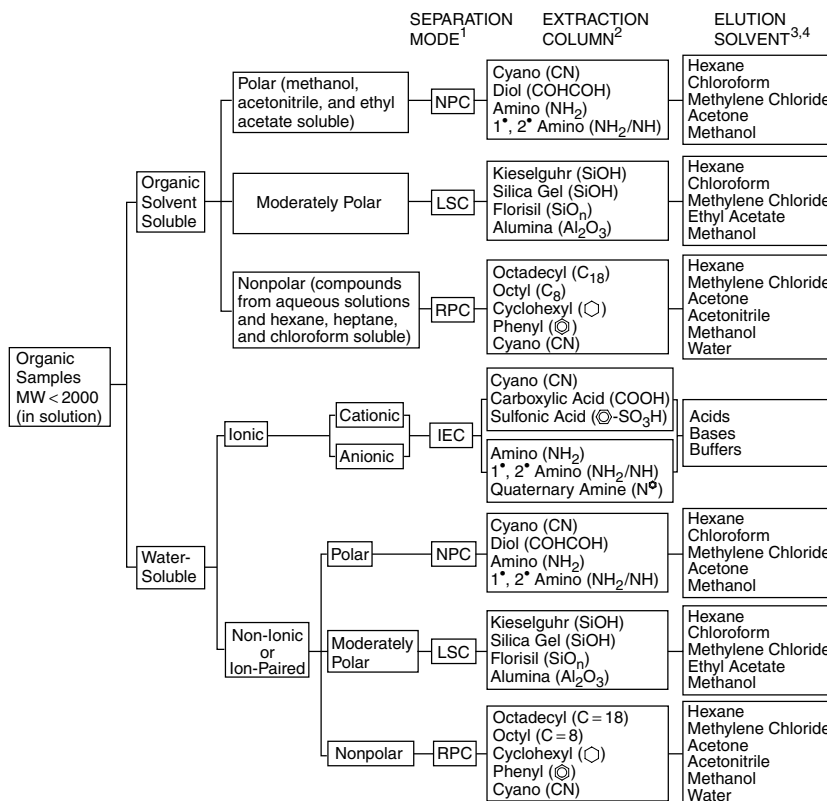 SEPARATION
MODE¹
EXTRACTION
COLUMN²
ELUTION
SOLVENT³,⁴
Organic
Samples
MW < 2000
(in solution)
Organic
Solvent
Soluble
Polar (methanol,
acetonitrile, and ethyl
acetate soluble)
NPC
Cyano (CN)
Diol (COHCOH)
Amino (NH₂)
1•, 2• Amino (NH₂/NH)
Hexane
Chloroform
Methylene Chloride
Acetone
Methanol
Moderately Polar
LSC
Kieselguhr (SiOH)
Silica Gel (SiOH)
Florisil (SiOₙ)
Alumina (Al₂O₃)
Hexane
Chloroform
Methylene Chloride
Ethyl Acetate
Methanol
Nonpolar (compounds
from aqueous solutions
and hexane, heptane,
and chloroform soluble)
RPC
Octadecyl (C₁₈)
Octyl (C₈)
Cyclohexyl (⬡)
Phenyl (⌬)
Cyano (CN)
Hexane
Methylene Chloride
Acetone
Acetonitrile
Methanol
Water
Water-
Soluble
Ionic
Cationic
Anionic
IEC
Cyano (CN)
Carboxylic Acid (COOH)
Sulfonic Acid (⌬-SO₃H)
Amino (NH₂)
1•, 2• Amino (NH₂/NH)
Quaternary Amine (N✡)
Acids
Bases
Buffers
Non-Ionic
or
Ion-Paired
Polar
NPC
Cyano (CN)
Diol (COHCOH)
Amino (NH₂)
1•, 2• Amino (NH₂/NH)
Hexane
Chloroform
Methylene Chloride
Acetone
Methanol
Moderately
Polar
LSC
Kieselguhr (SiOH)
Silica Gel (SiOH)
Florisil (SiOₙ)
Alumina (Al₂O₃)
Hexane
Chloroform
Methylene Chloride
Ethyl Acetate
Methanol
Nonpolar
RPC
Octadecyl (C = 18)
Octyl (C = 8)
Cyclohexyl (⬡)
Phenyl (⌬)
Cyano (CN)
Hexane
Methylene Chloride
Acetone
Acetonitrile
Methanol
Water